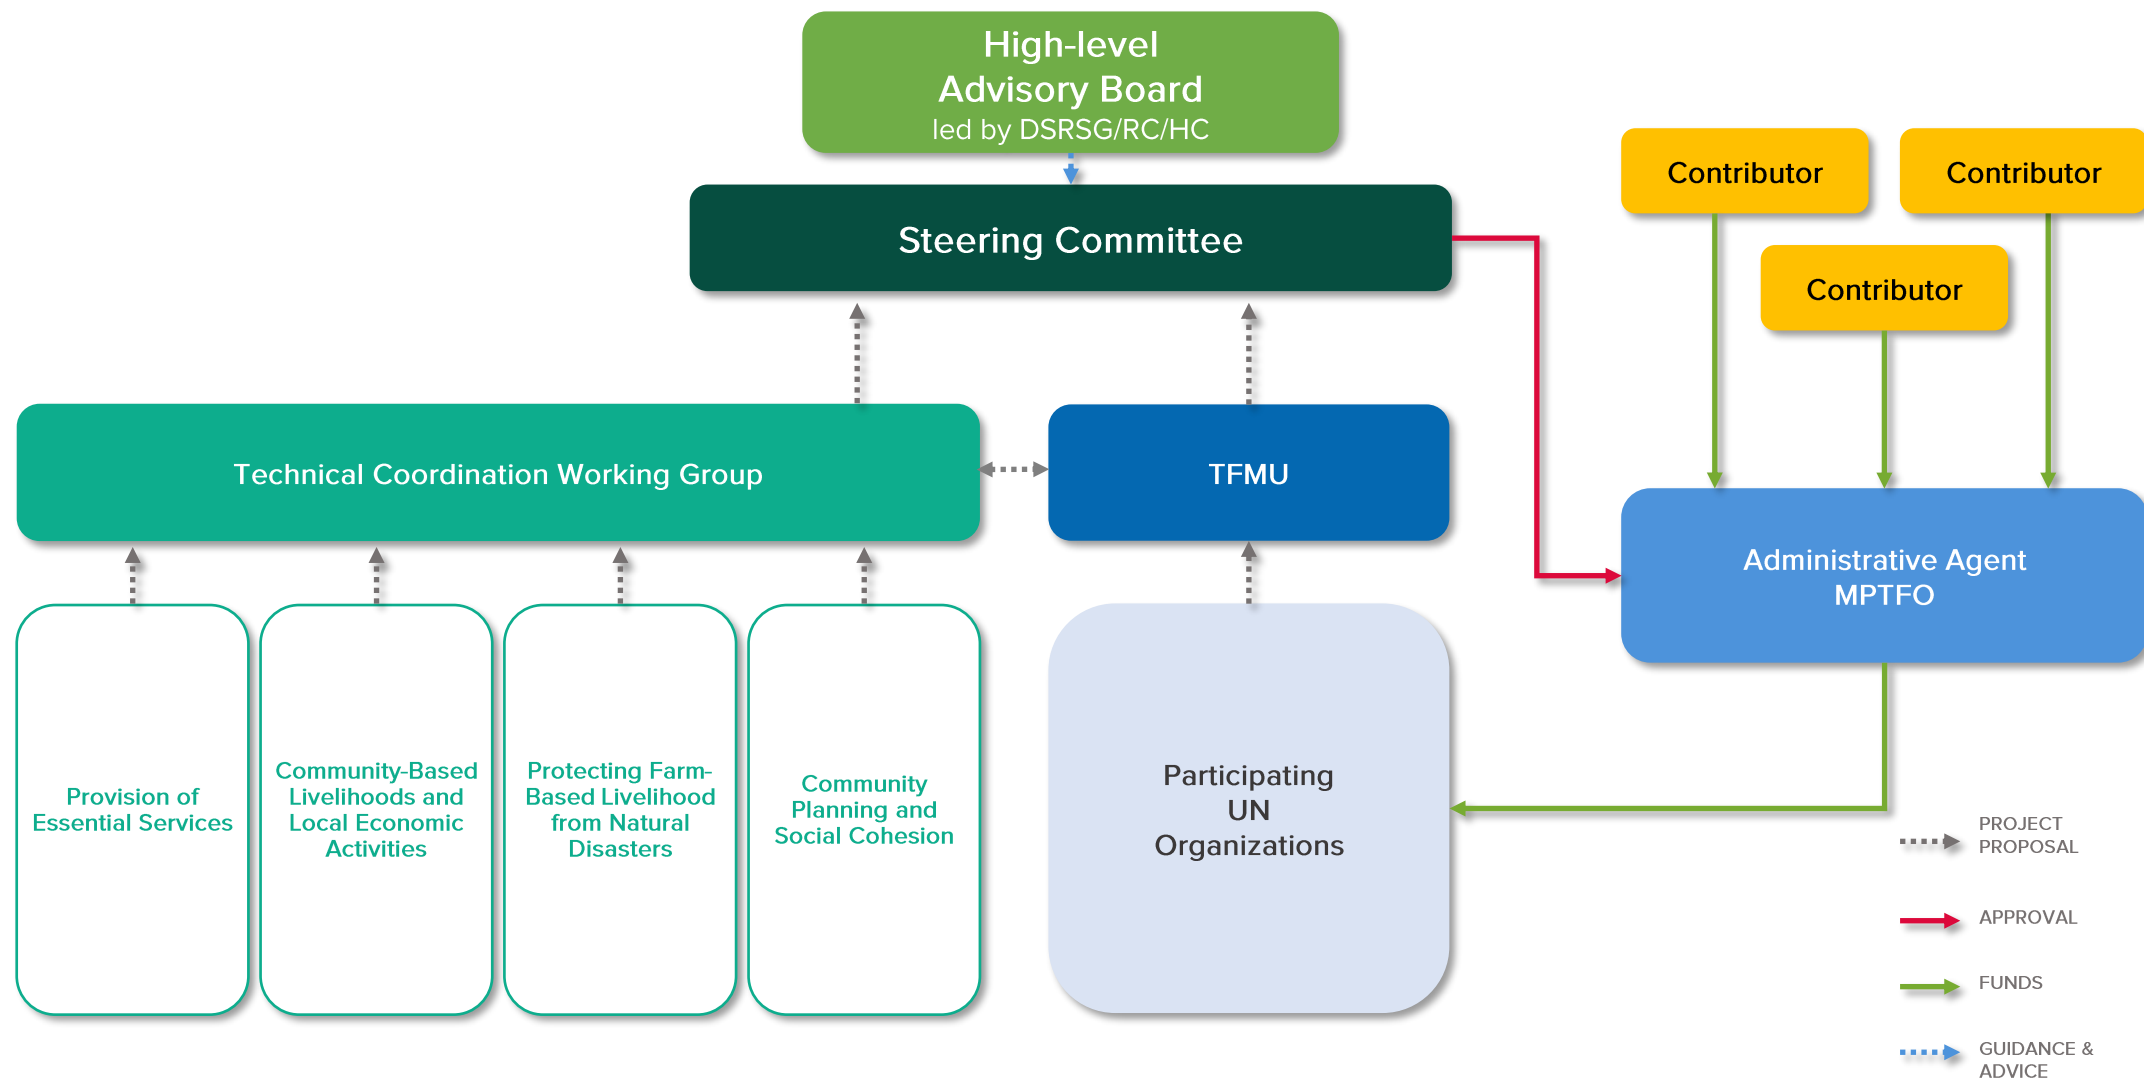 High-level
Advisory Board
led by DSRSG/RC/HC
Steering Committee
Contributor
Contributor
Contributor
Technical Coordination Working Group
TFMU
Administrative Agent
MPTFO
Provision of
Essential Services
Community-Based
Livelihoods and
Local Economic
Activities
Protecting Farm-
Based Livelihood
from Natural
Disasters
Community
Planning and
Social Cohesion
Participating
UN
Organizations
PROJECT
PROPOSAL
APPROVAL
FUNDS
GUIDANCE &
ADVICE